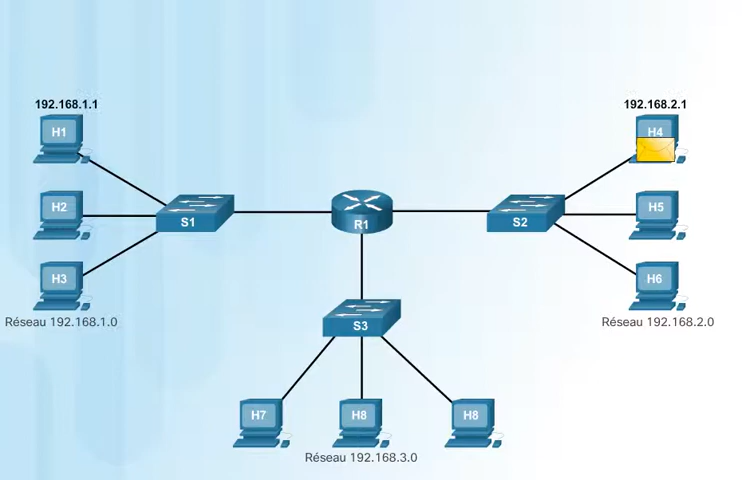 192.168.1.1
192.168.2.1
H1
H4
H2
S1
R1
S2
H5
H3
H6
Réseau 192.168.1.0
Réseau 192.168.2.0
S3
H7
H8
H8
Réseau 192.168.3.0